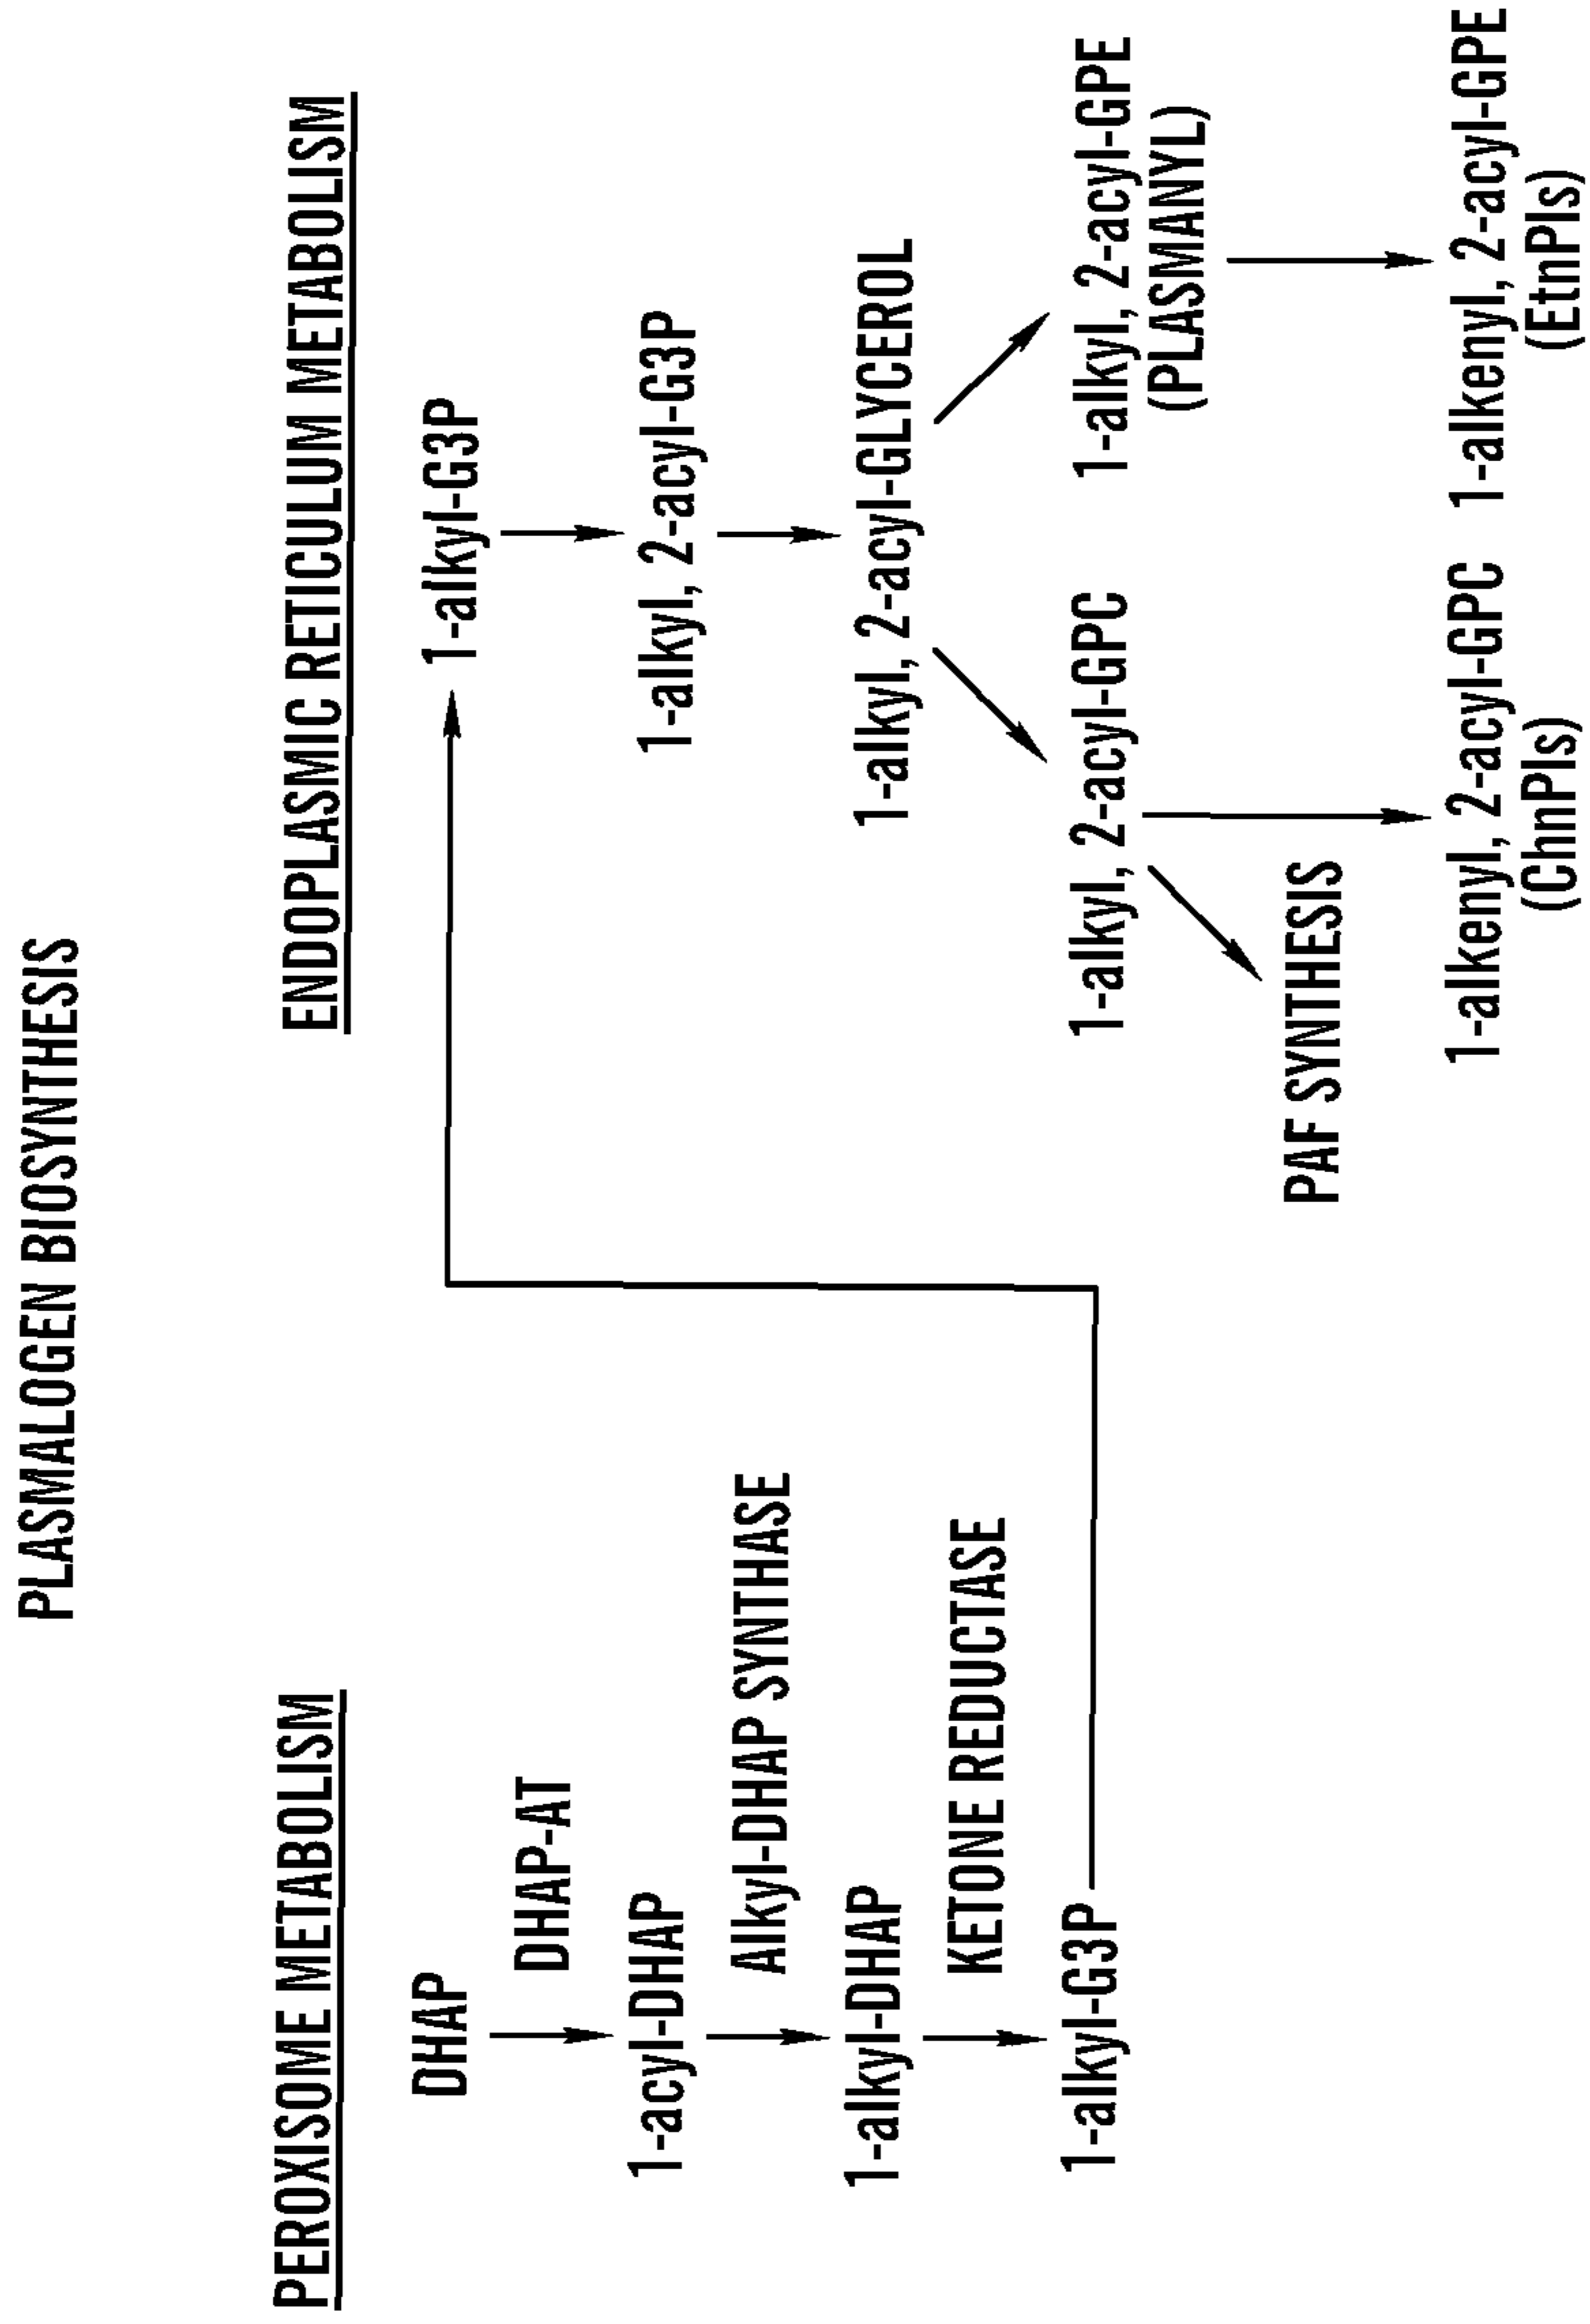 PLASMALOGEN BIOSYNTHESIS
PEROXISOME METABOLISM
DHAP
DHAP-AT
1-acyl-DHAP
Alkyl-DHAP SYNTHASE
1-alkyl-DHAP
KETONE REDUCTASE
1-alkyl-G3P
ENDOPLASMIC RETICULUM METABOLISM
1-alkyl-G3P
1-alkyl, 2-acyl-G3P
1-alkyl, 2-acyl-GLYCEROL
1-alkyl, 2-acyl-GPC
1-alkyl, 2-acyl-GPE
(PLASMANYL)
PAF SYNTHESIS
1-alkenyl, 2-acyl-GPC
(ChnPls)
1-alkenyl, 2-acyl-GPE
(EtnPls)